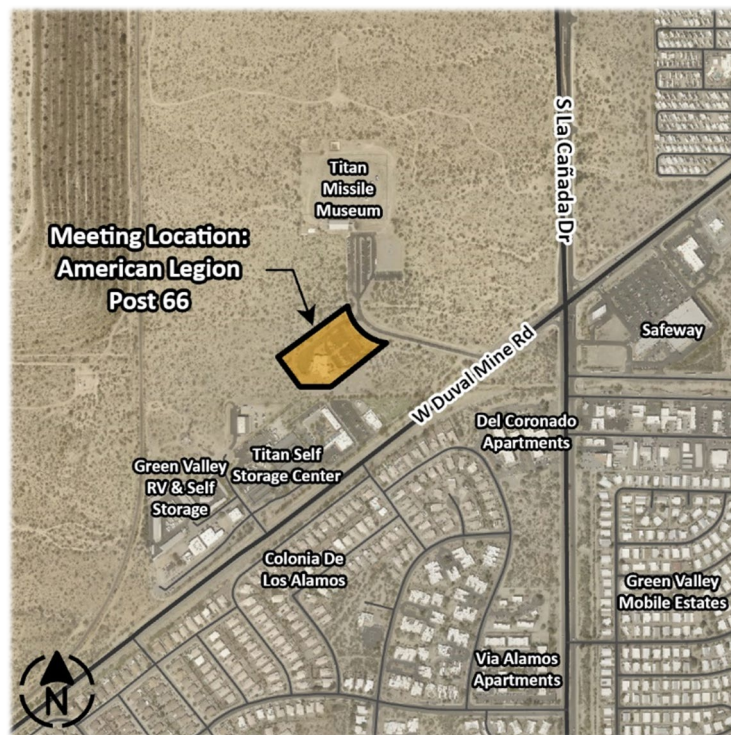 Titan
Missile
Museum
S La Cañada Dr
Meeting Location:
American Legion
Post 66
Safeway
W Duval Mine Rd
Del Coronado
Apartments
Titan Self
Storage Center
Green Valley
RV & Self
Storage
Colonia De
Los Alamos
Green Valley
Mobile Estates
Via Alamos
Apartments
N